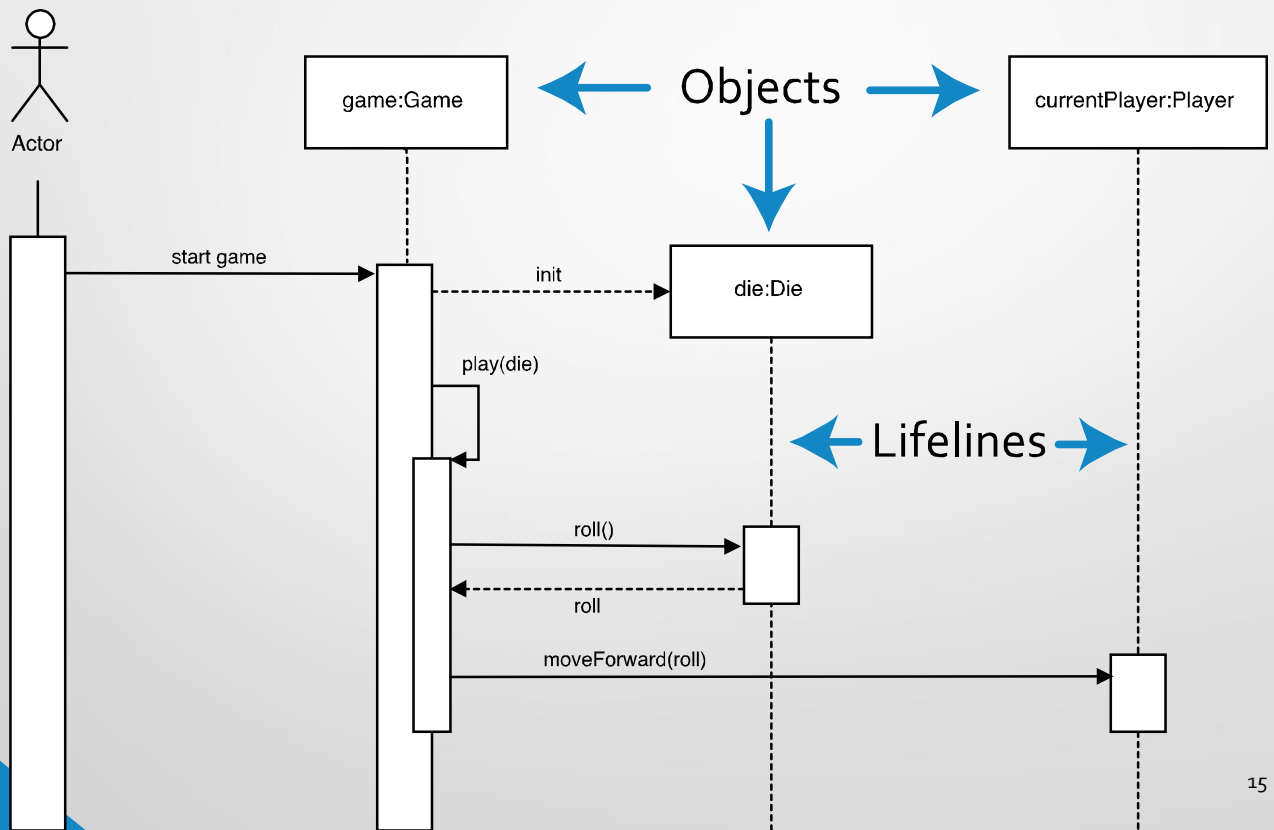 game:Game
Objects
currentPlayer:Player
Actor
start game
init
die:Die
play(die)
Lifelines
roll()
roll
moveForward(roll)
15